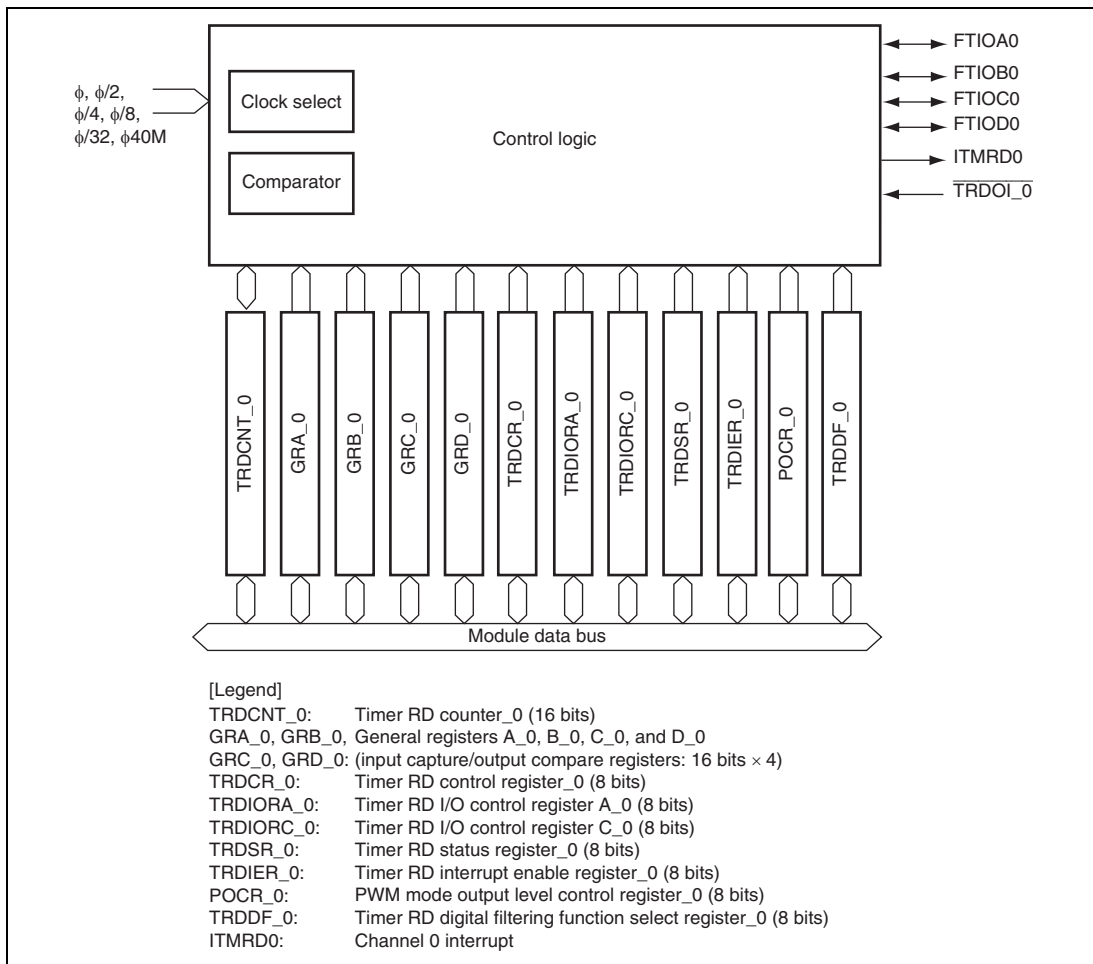 φ, φ/2,
φ/4, φ/8,
φ/32, φ40M
Clock select
Comparator
Control logic
FTIOA0
FTIOB0
FTIOC0
FTIOD0
ITMRD0
TRDOI_0
TRDCNT_0
GRA_0
GRB_0
GRC_0
GRD_0
TRDCR_0
TRDIORA_0
TRDIORC_0
TRDSR_0
TRDIER_0
POCR_0
TRDDF_0
Module data bus
[Legend]
TRDCNT_0: Timer RD counter_0 (16 bits)
GRA_0, GRB_0, General registers A_0, B_0, C_0, and D_0
GRC_0, GRD_0: (input capture/output compare registers: 16 bits × 4)
TRDCR_0: Timer RD control register_0 (8 bits)
TRDIORA_0: Timer RD I/O control register A_0 (8 bits)
TRDIORC_0: Timer RD I/O control register C_0 (8 bits)
TRDSR_0: Timer RD status register_0 (8 bits)
TRDIER_0: Timer RD interrupt enable register_0 (8 bits)
POCR_0: PWM mode output level control register_0 (8 bits)
TRDDF_0: Timer RD digital filtering function select register_0 (8 bits)
ITMRD0: Channel 0 interrupt